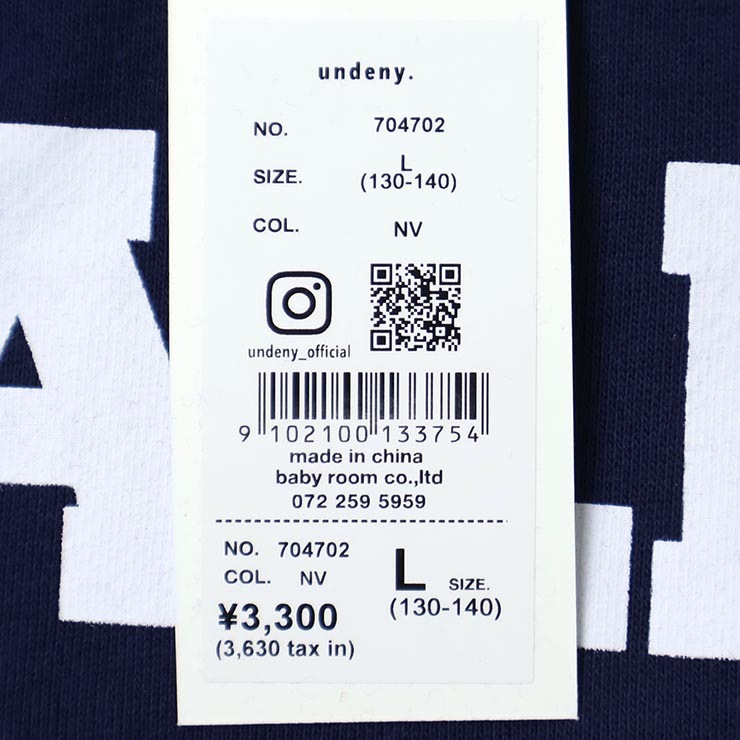 undeny.
NO. 704702
SIZE. L
(130-140)
COL. NV
undeny_official
9 102100 133754
made in china
baby room co.,ltd
072 259 5959
NO. 704702
COL. NV
L SIZE.
(130-140)
¥3,300
(3,630 tax in)